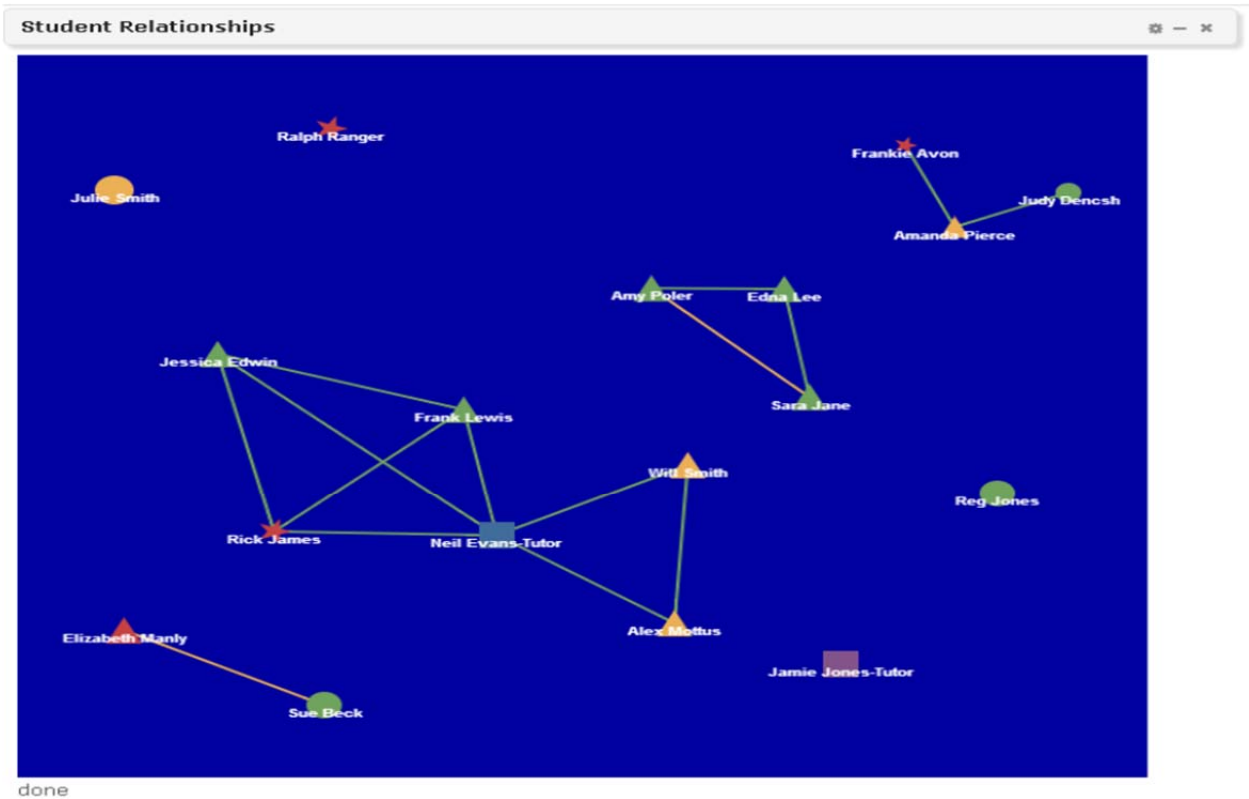 Student Relationships
Ralph Ranger
Frankie Avon
Julie Smith
Judy Dencsh
Amanda Pierce
Amy Poler
Edna Lee
Jessica Edwin
Sara Jane
Frank Lewis
Will Smith
Reg Jones
Rick James
Neil Evans-Tutor
Alex Mottus
Elizabeth Manly
Jamie Jones-Tutor
Sue Beck
done